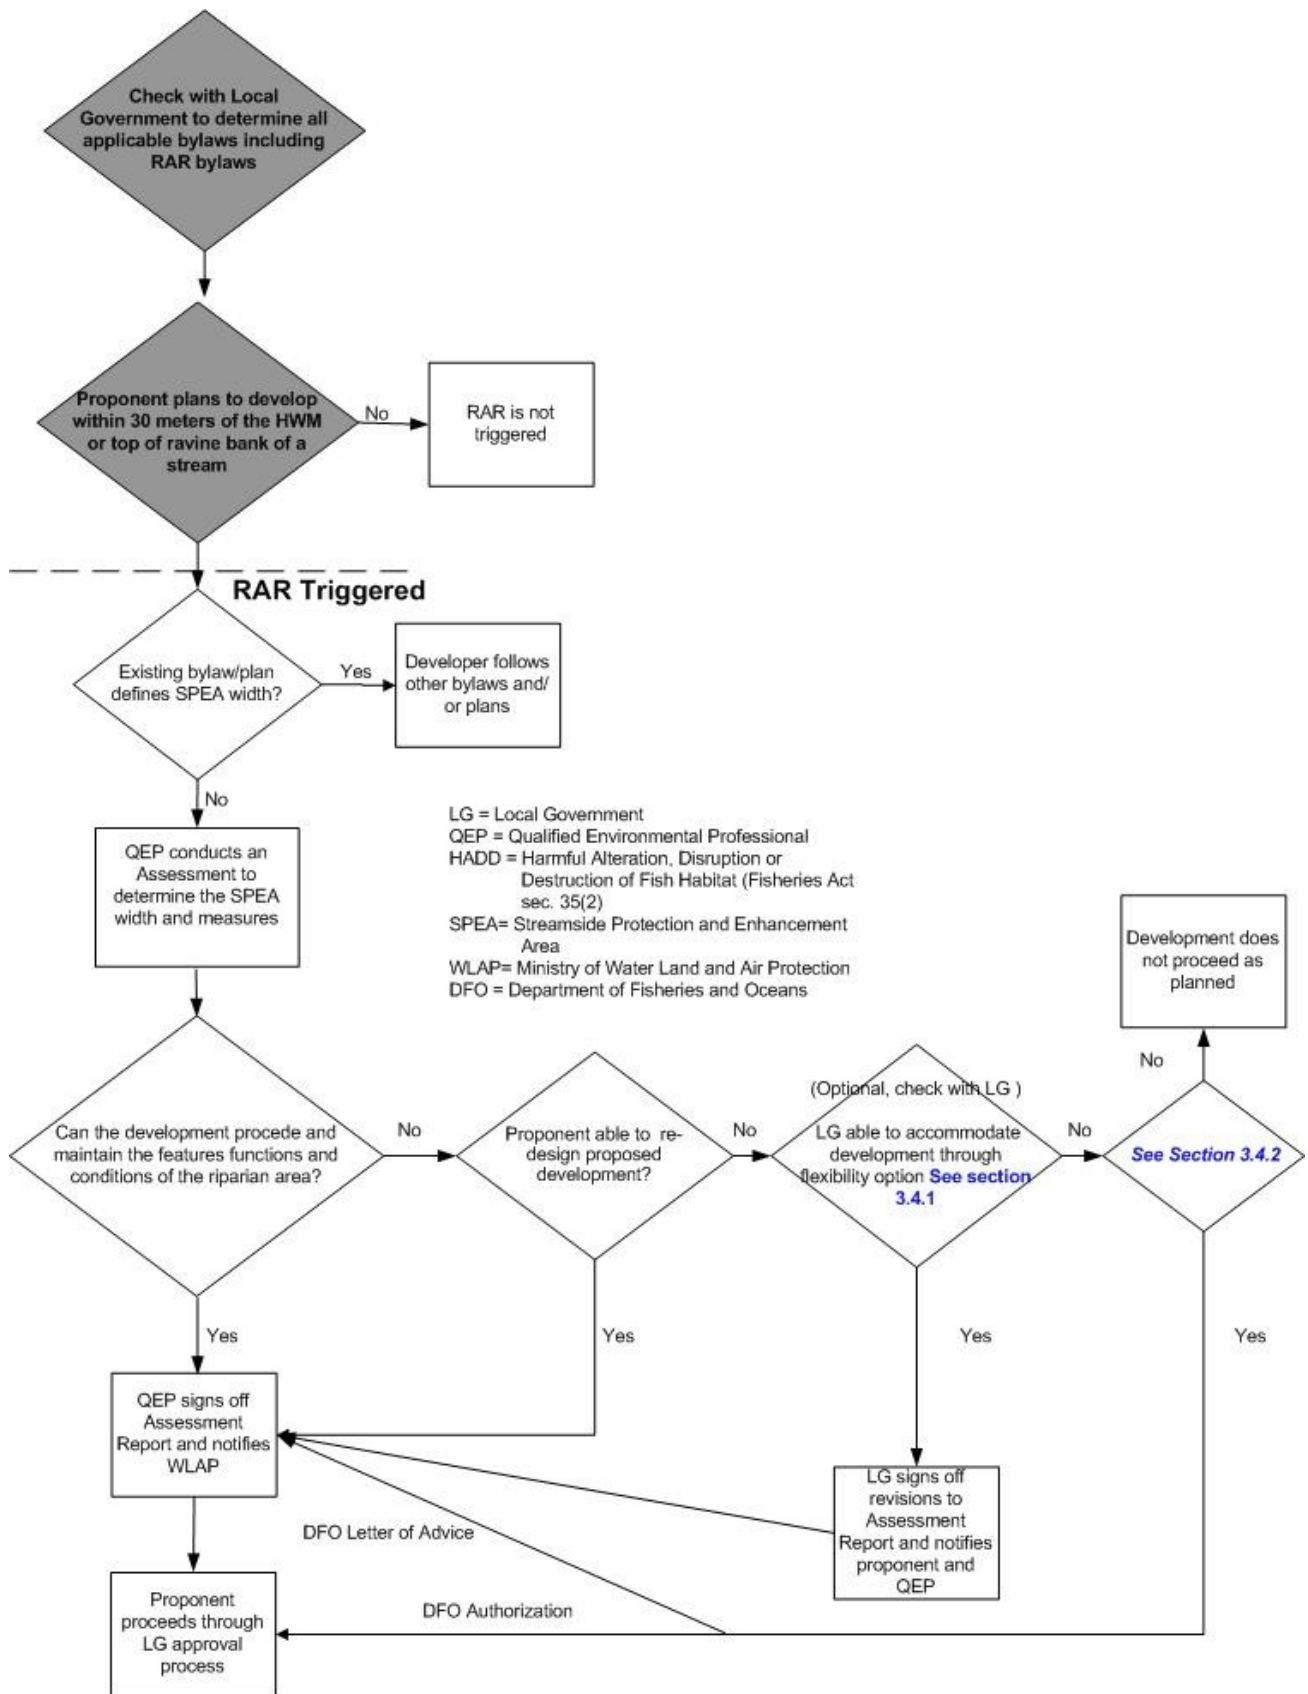 Check with Local
Government to determine all
applicable bylaws including
RAR bylaws
Proponent plans to develop
within 30 meters of the HWM
or top of ravine bank of a
stream
No
RAR is not
triggered
RAR Triggered
Existing bylaw/plan
defines SPEA width?
Yes
Developer follows
other bylaws and/
or plans
No
QEP conducts an
Assessment to
determine the SPEA
width and measures
LG = Local Government
QEP = Qualified Environmental Professional
HADD = Harmful Alteration, Disruption or
Destruction of Fish Habitat (Fisheries Act
sec. 35(2)
SPEA= Streamside Protection and Enhancement
Area
WLAP= Ministry of Water Land and Air Protection
DFO = Department of Fisheries and Oceans
Development does
not proceed as
planned
No
Can the development procede and
maintain the features functions and
conditions of the riparian area?
No
Proponent able to re-
design proposed
development?
No
(Optional, check with LG )
LG able to accommodate
development through
flexibility option See section
3.4.1
No
See Section 3.4.2
Yes
Yes
Yes
Yes
QEP signs off
Assessment
Report and notifies
WLAP
LG signs off
revisions to
Assessment
Report and notifies
proponent and
QEP
DFO Letter of Advice
DFO Authorization
Proponent
proceeds through
LG approval
process